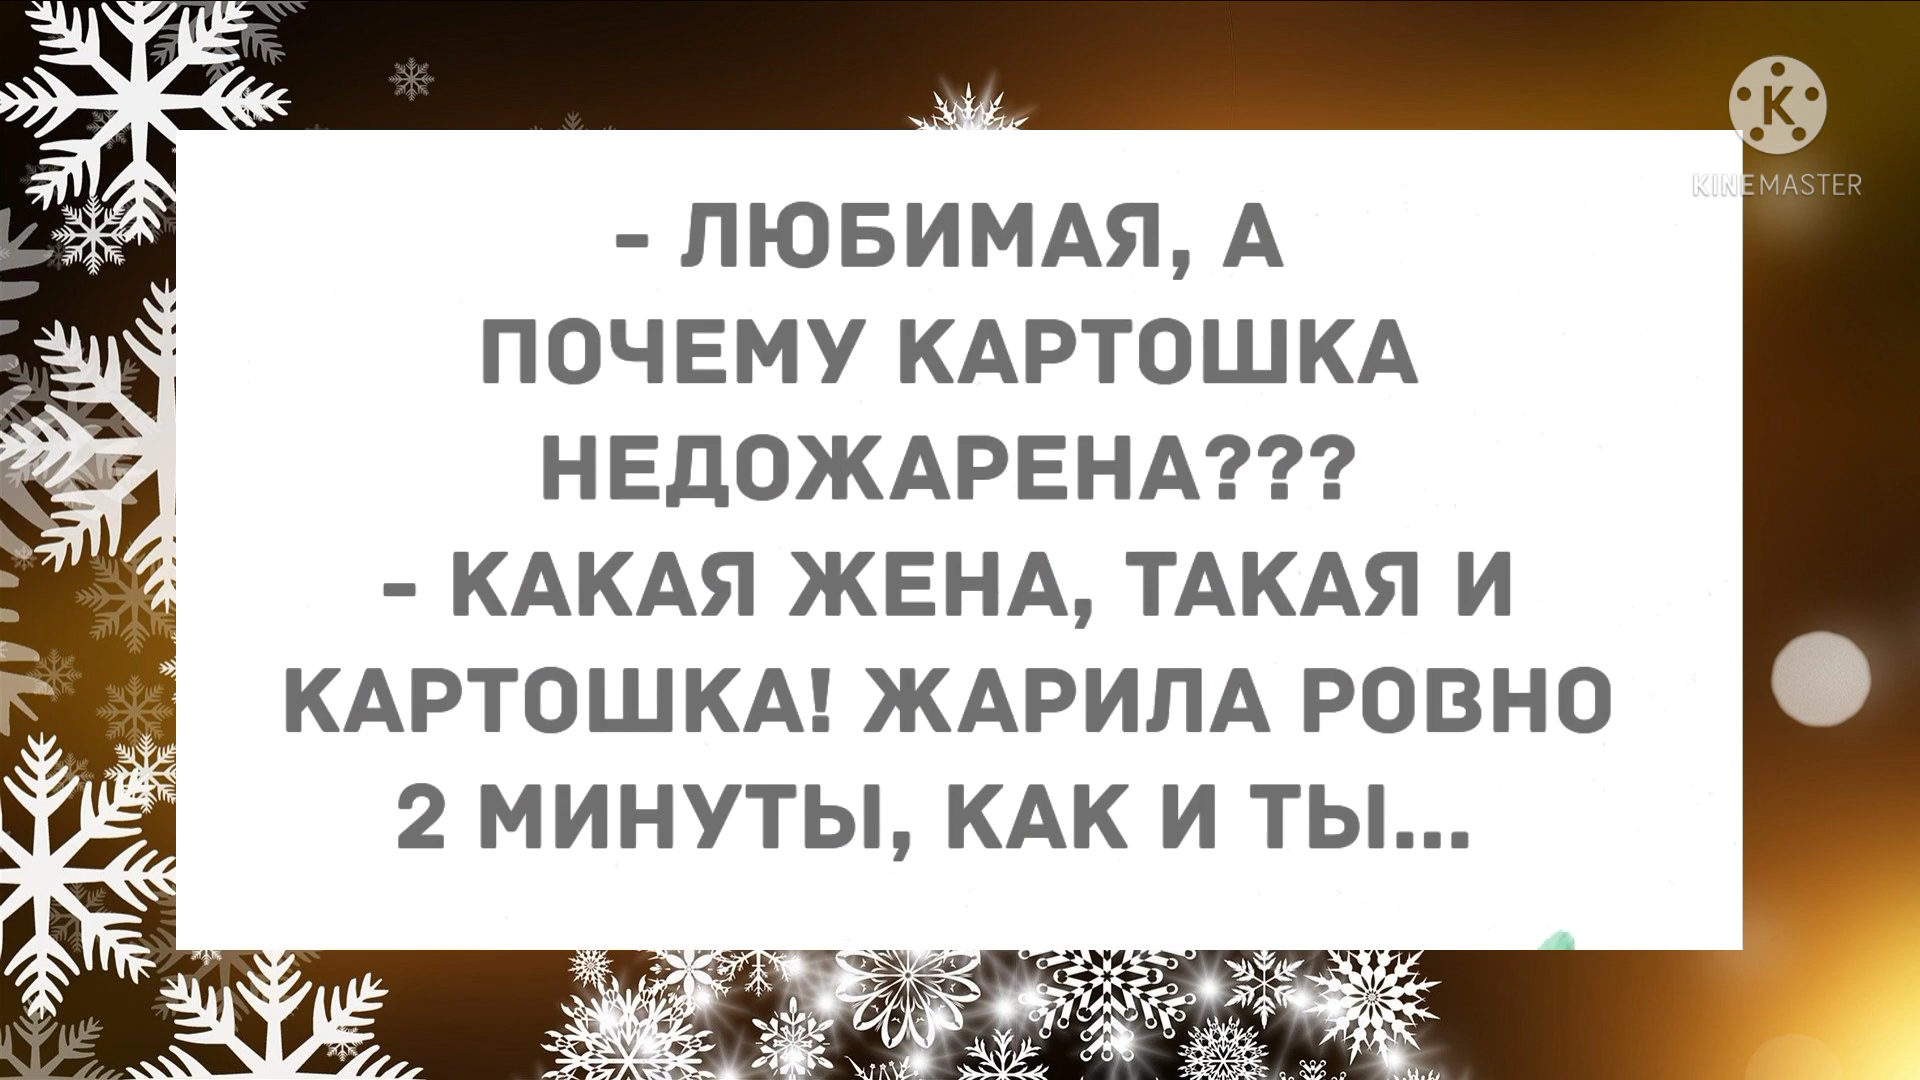 - ЛЮБИМАЯ, А
ПОЧЕМУ КАРТОШКА
НЕДОЖАРЕНА???
- КАКАЯ ЖЕНА, ТАКАЯ И
КАРТОШКА! ЖАРИЛА РОВНО
2 МИНУТЫ, КАК И ТЫ...
K
KINEMASTER